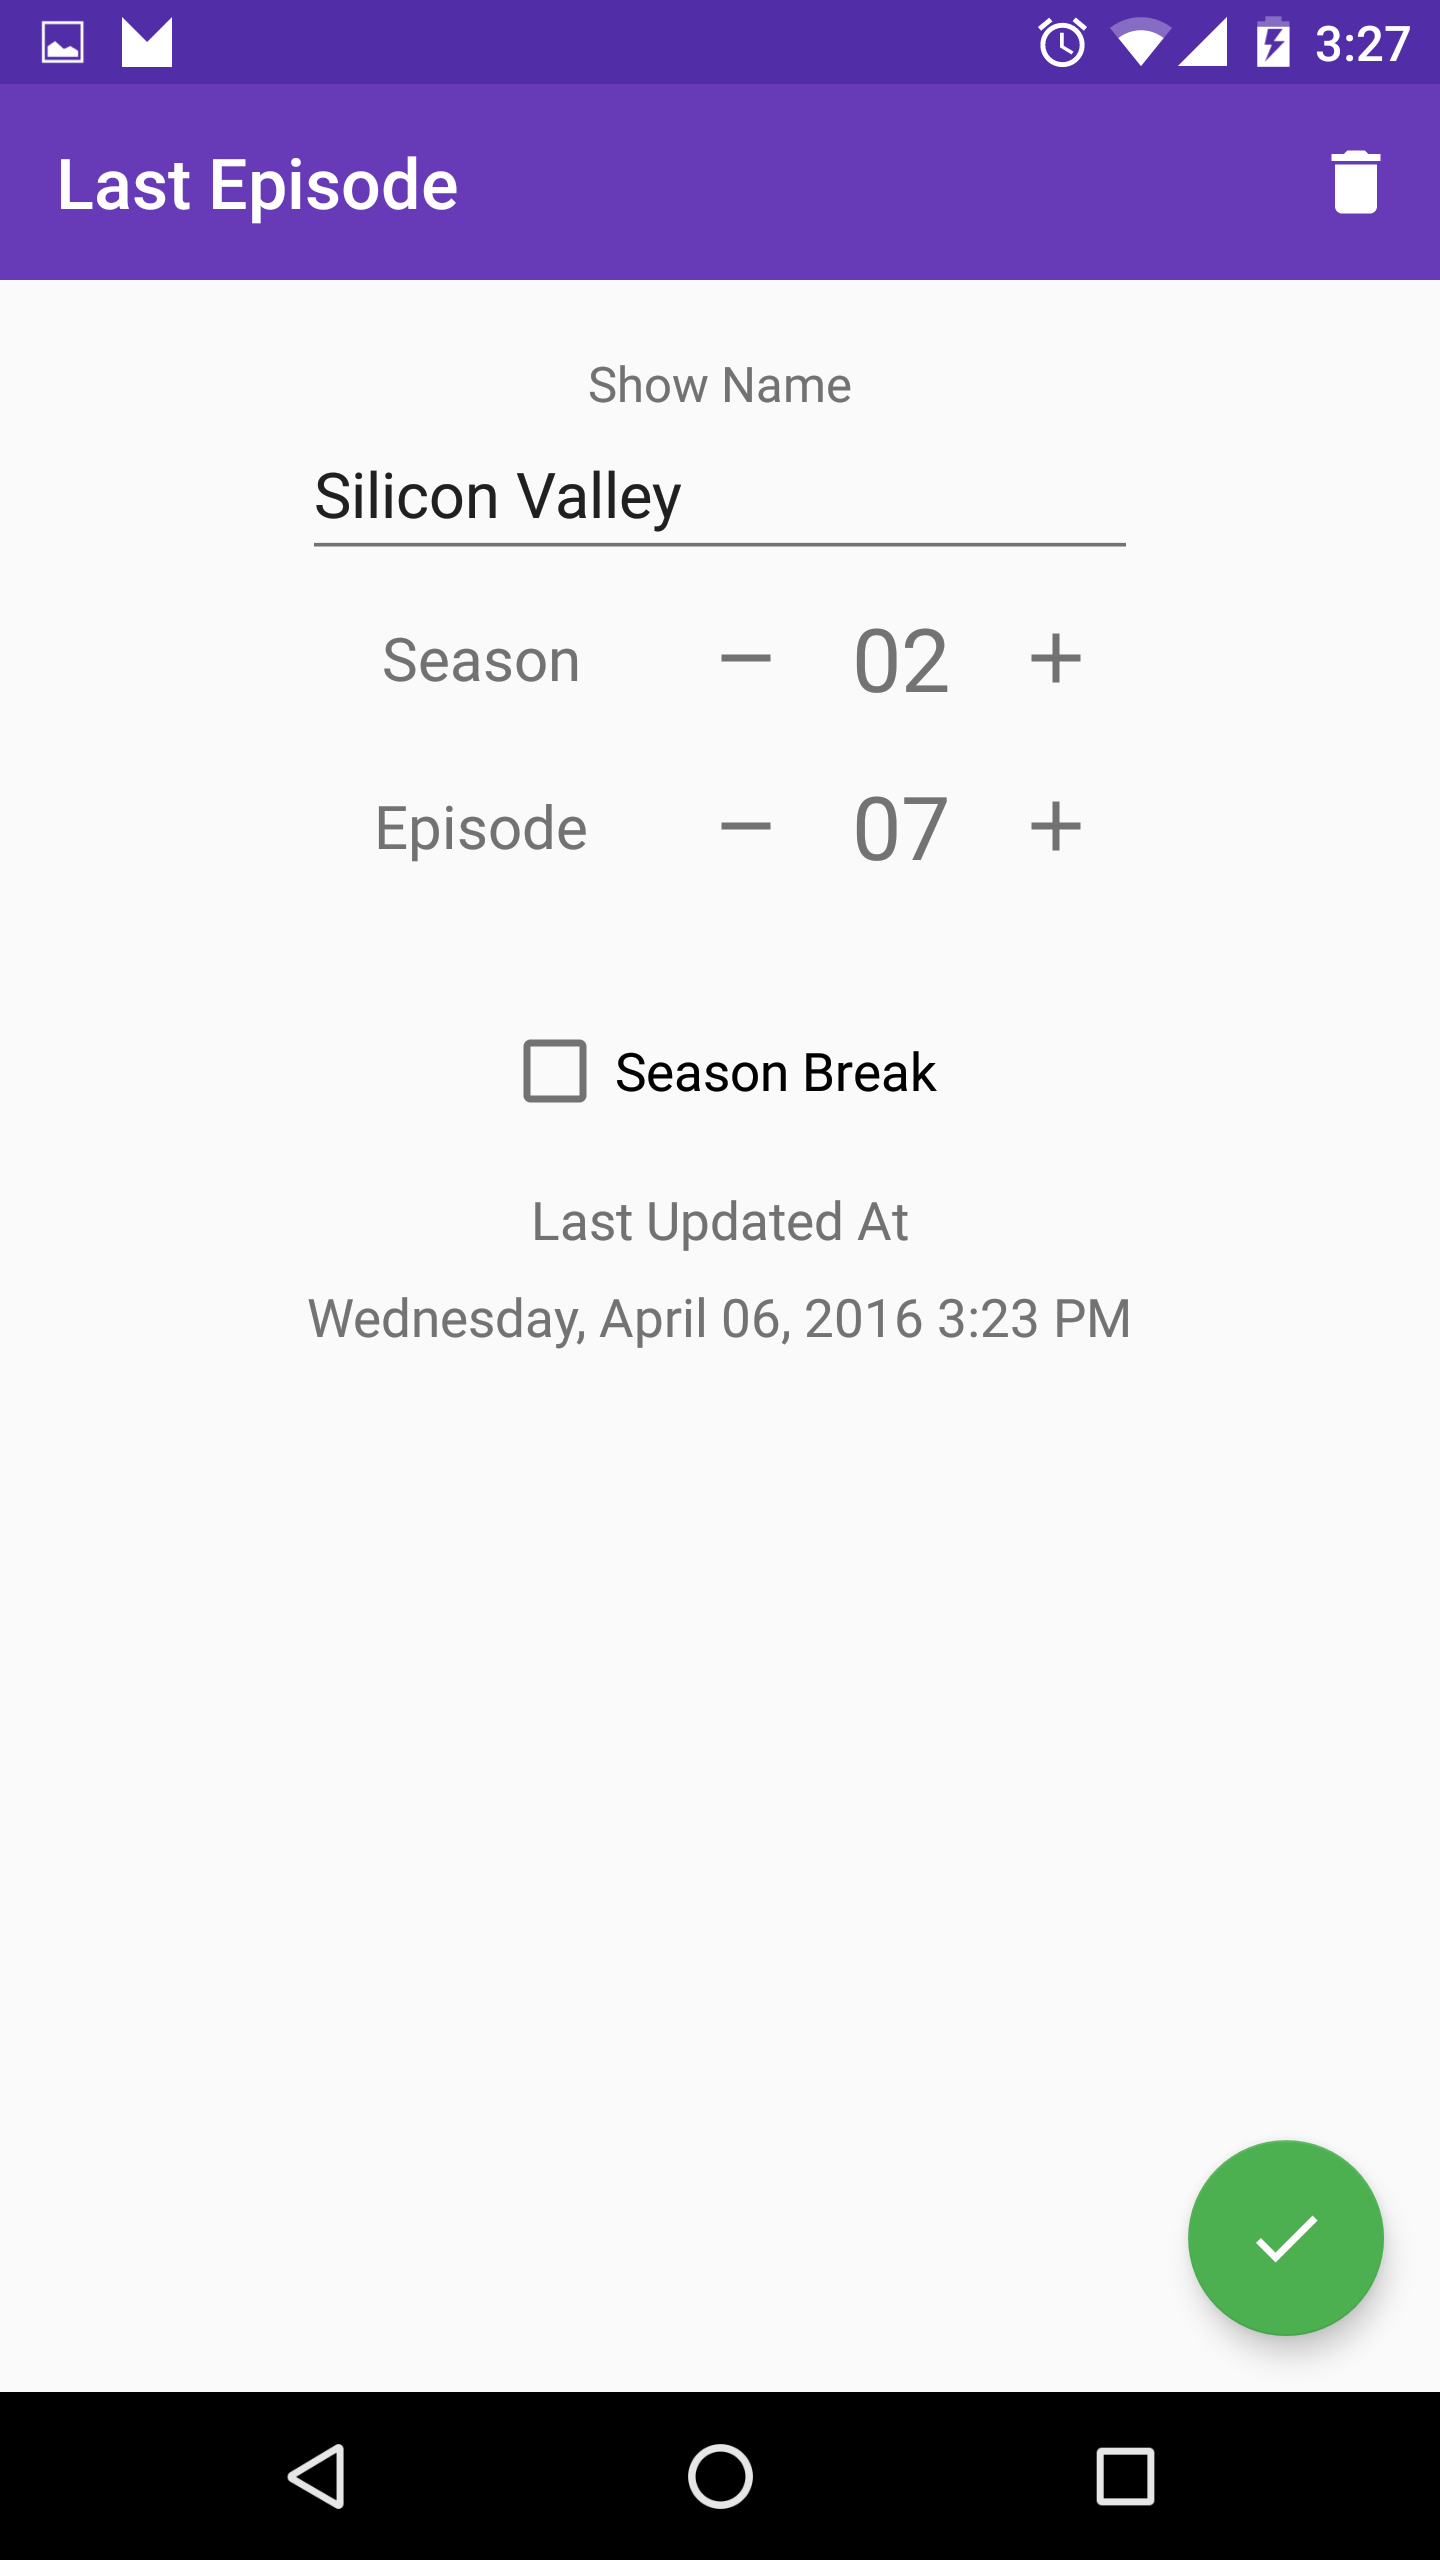 3:27
Last Episode
Show Name
Silicon Valley
Season − 02 +
Episode − 07 +
Season Break
Last Updated At
Wednesday, April 06, 2016 3:23 PM